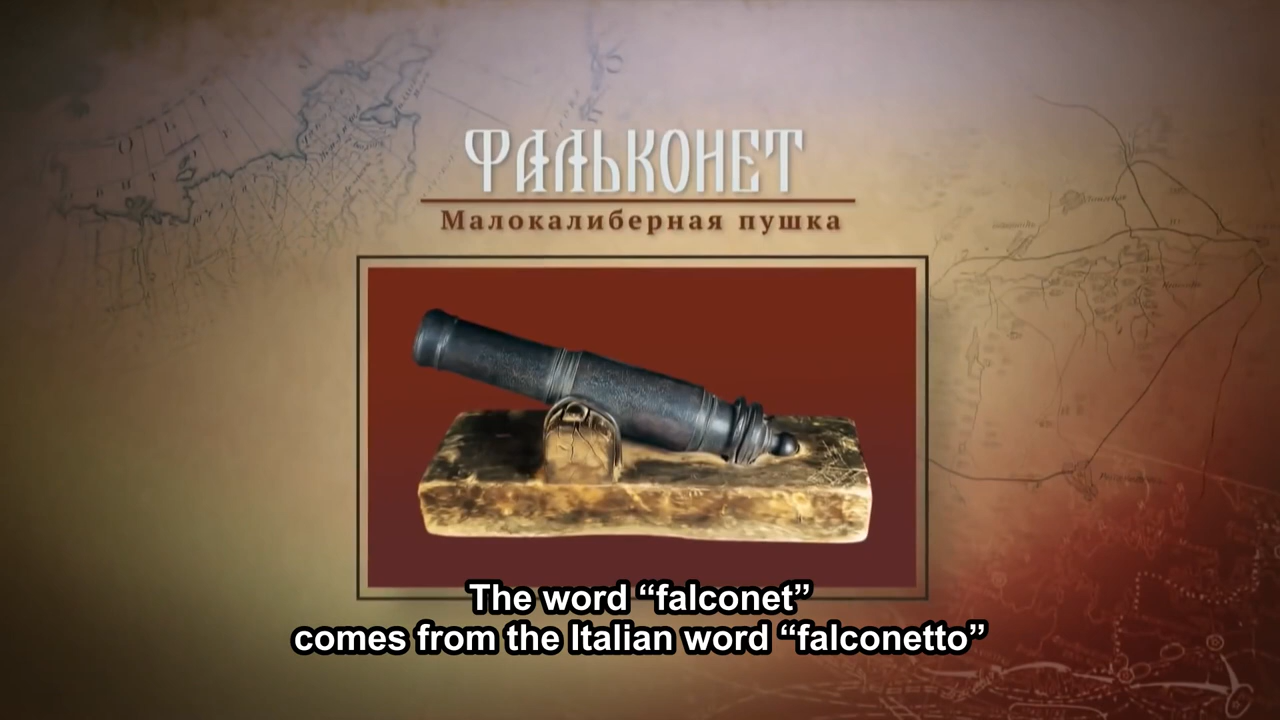 ФАЛЬКОНЕТ
Малокалиберная пушка
The word “falconet”
comes from the Italian word “falconetto”